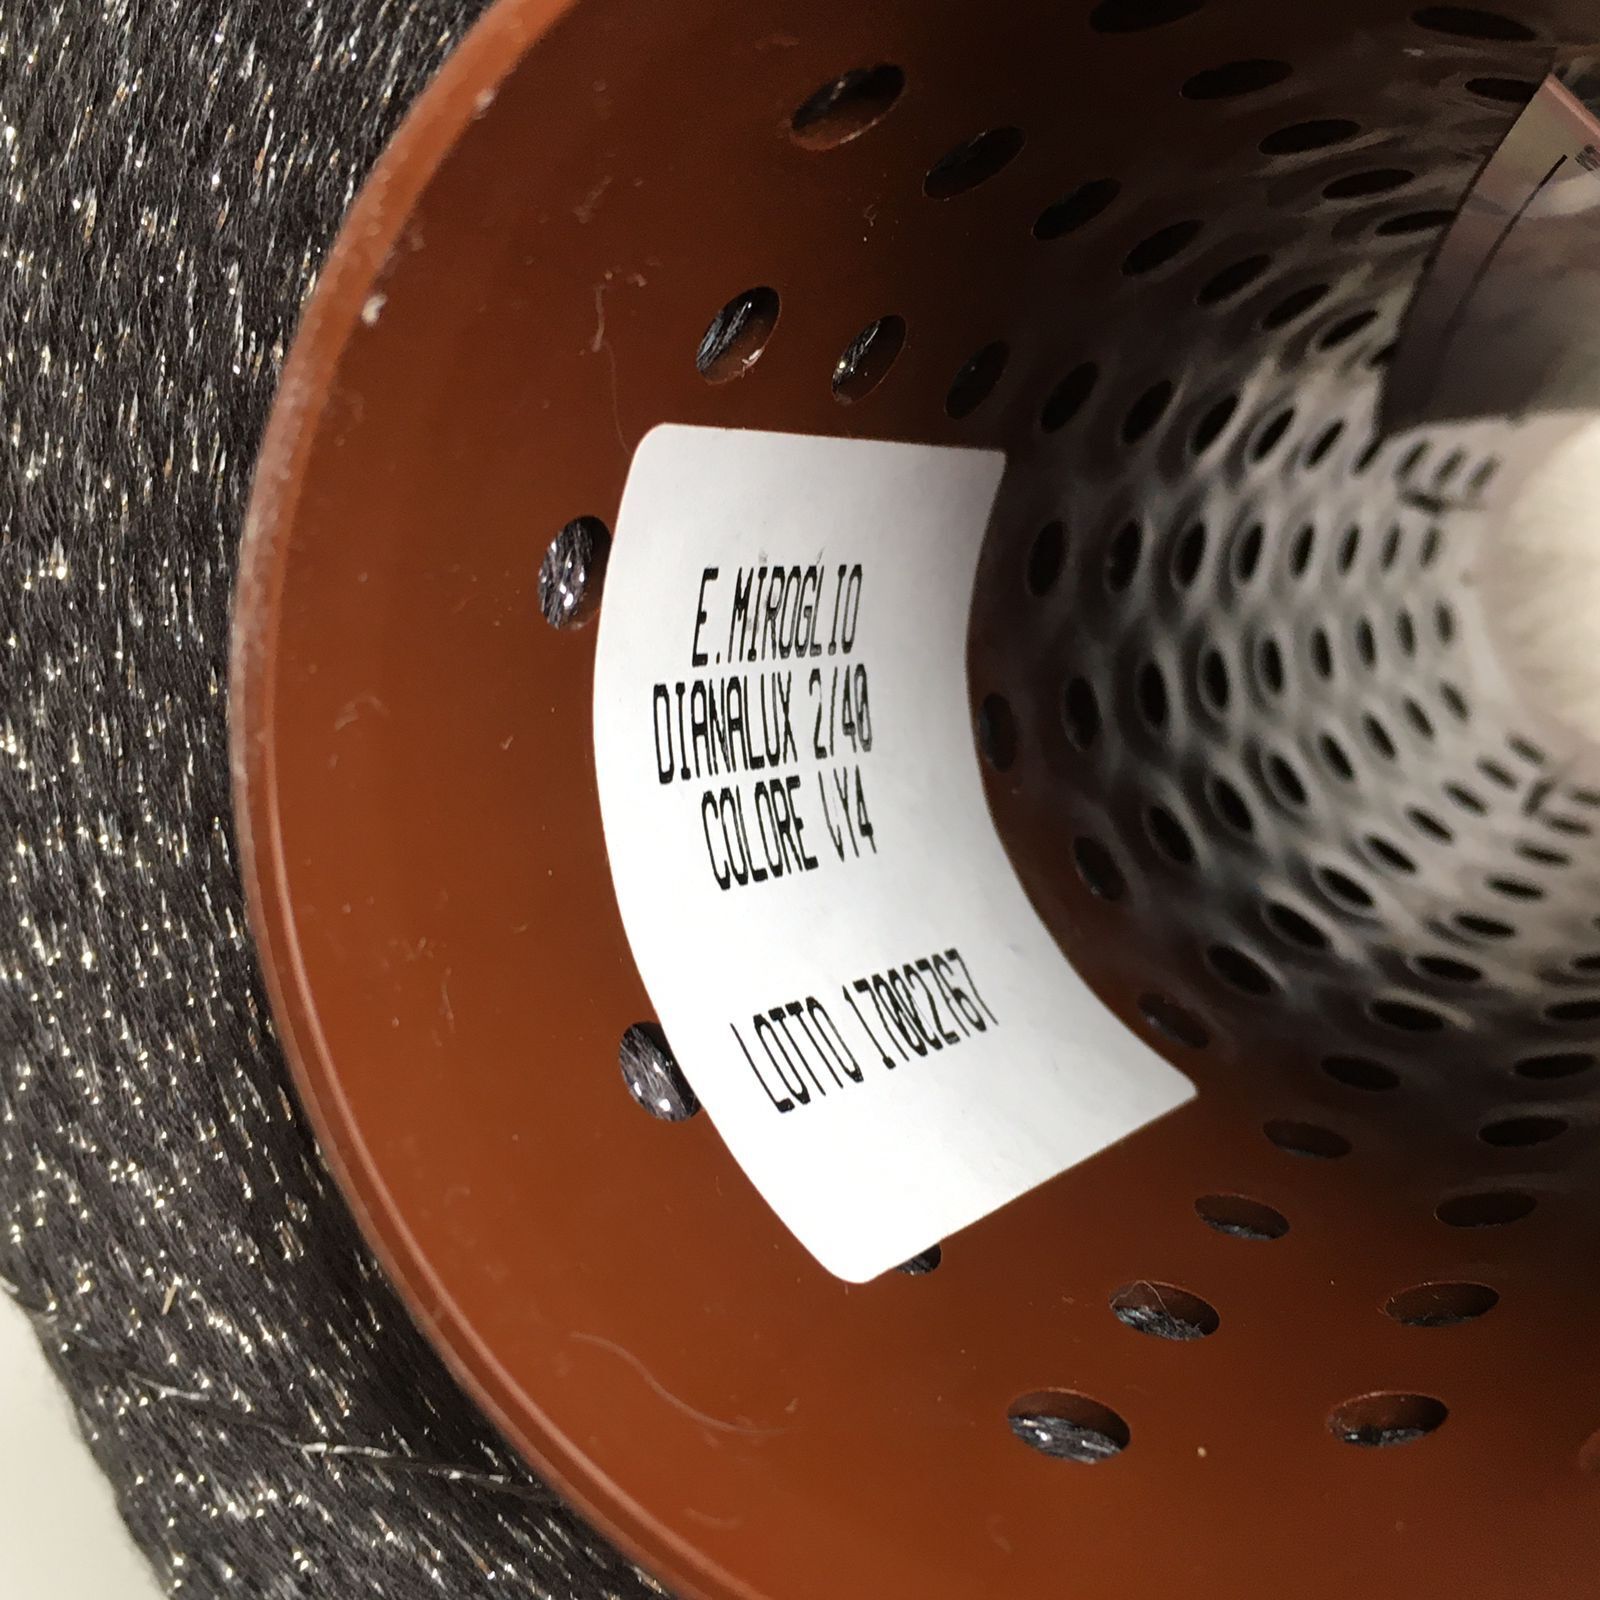 E.MIROGLIO
DIANALUX 2/40
COLORE VY4
LOTTO 17002767